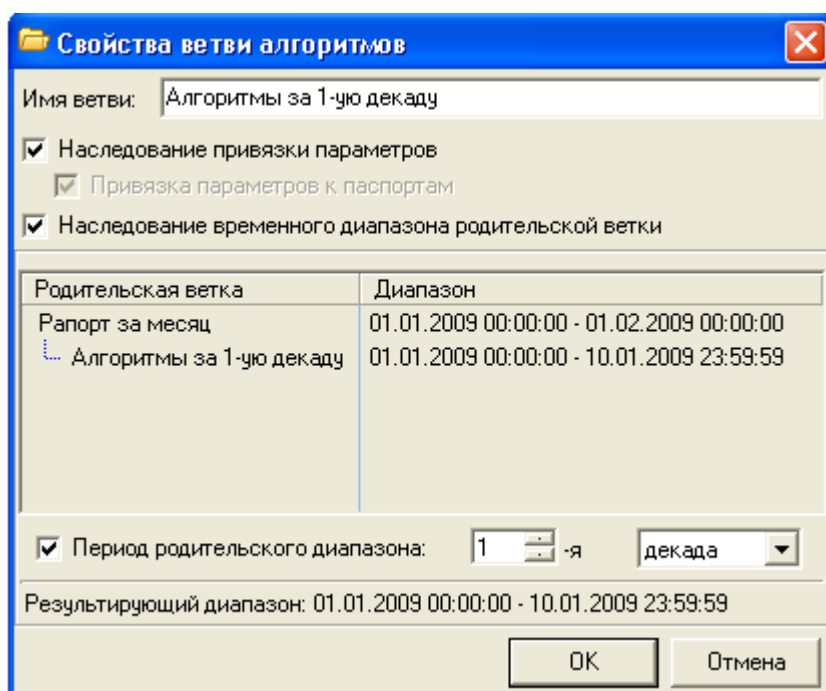 Свойства ветви алгоритмов
Имя ветви: Алгоритмы за 1-ую декаду
Наследование привязки параметров
Привязка параметров к паспортам
Наследование временного диапазона родительской ветки
Родительская ветка Диапазон
Рапорт за месяц 01.01.2009 00:00:00 - 01.02.2009 00:00:00
Алгоритмы за 1-ую декаду 01.01.2009 00:00:00 - 10.01.2009 23:59:59
Период родительского диапазона: 1 -я декада
Результирующий диапазон: 01.01.2009 00:00:00 - 10.01.2009 23:59:59
OK Отмена